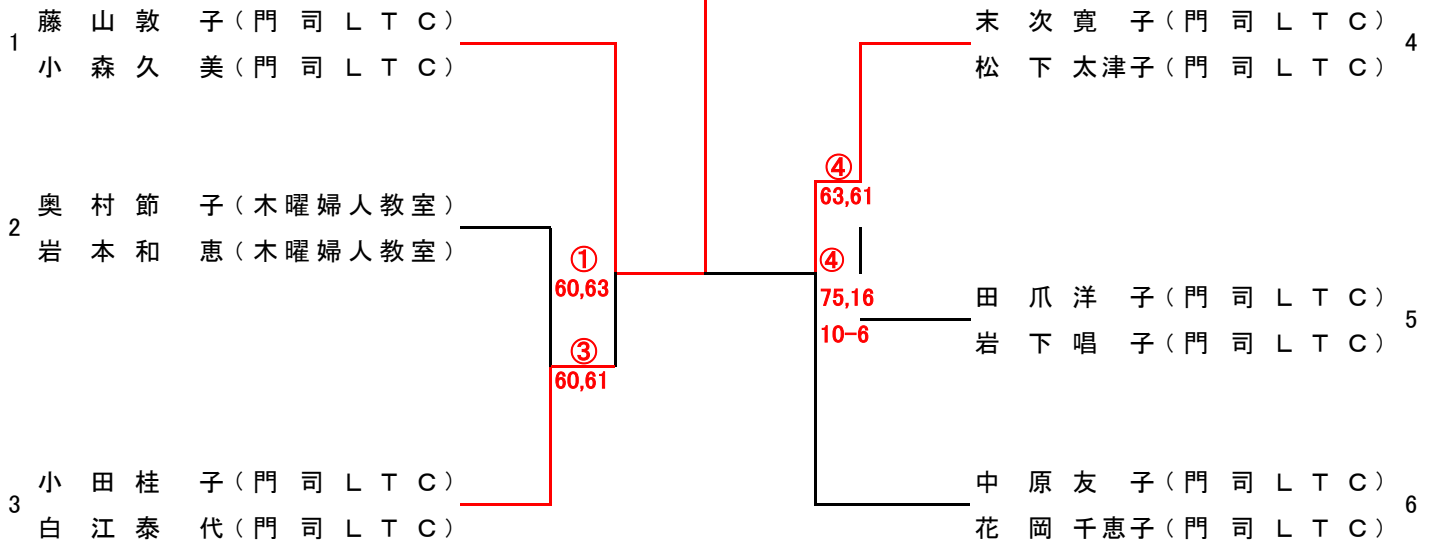 1
藤 山 敦 子（門 司 Ｌ Ｔ Ｃ）
小 森 久 美（門 司 Ｌ Ｔ Ｃ）
2
奥 村 節 子（木曜婦人教室）
岩 本 和 恵（木曜婦人教室）
①
60,63
③
60,61
3
小 田 桂 子（門 司 Ｌ Ｔ Ｃ）
白 江 泰 代（門 司 Ｌ Ｔ Ｃ）
末 次 寛 子（門 司 Ｌ Ｔ Ｃ）
松 下 太津子（門 司 Ｌ Ｔ Ｃ）
4
④
63,61
④
75,16
10-6
田 爪 洋 子（門 司 Ｌ Ｔ Ｃ）
岩 下 唱 子（門 司 Ｌ Ｔ Ｃ）
5
中 原 友 子（門 司 Ｌ Ｔ Ｃ）
花 岡 千恵子（門 司 Ｌ Ｔ Ｃ）
6